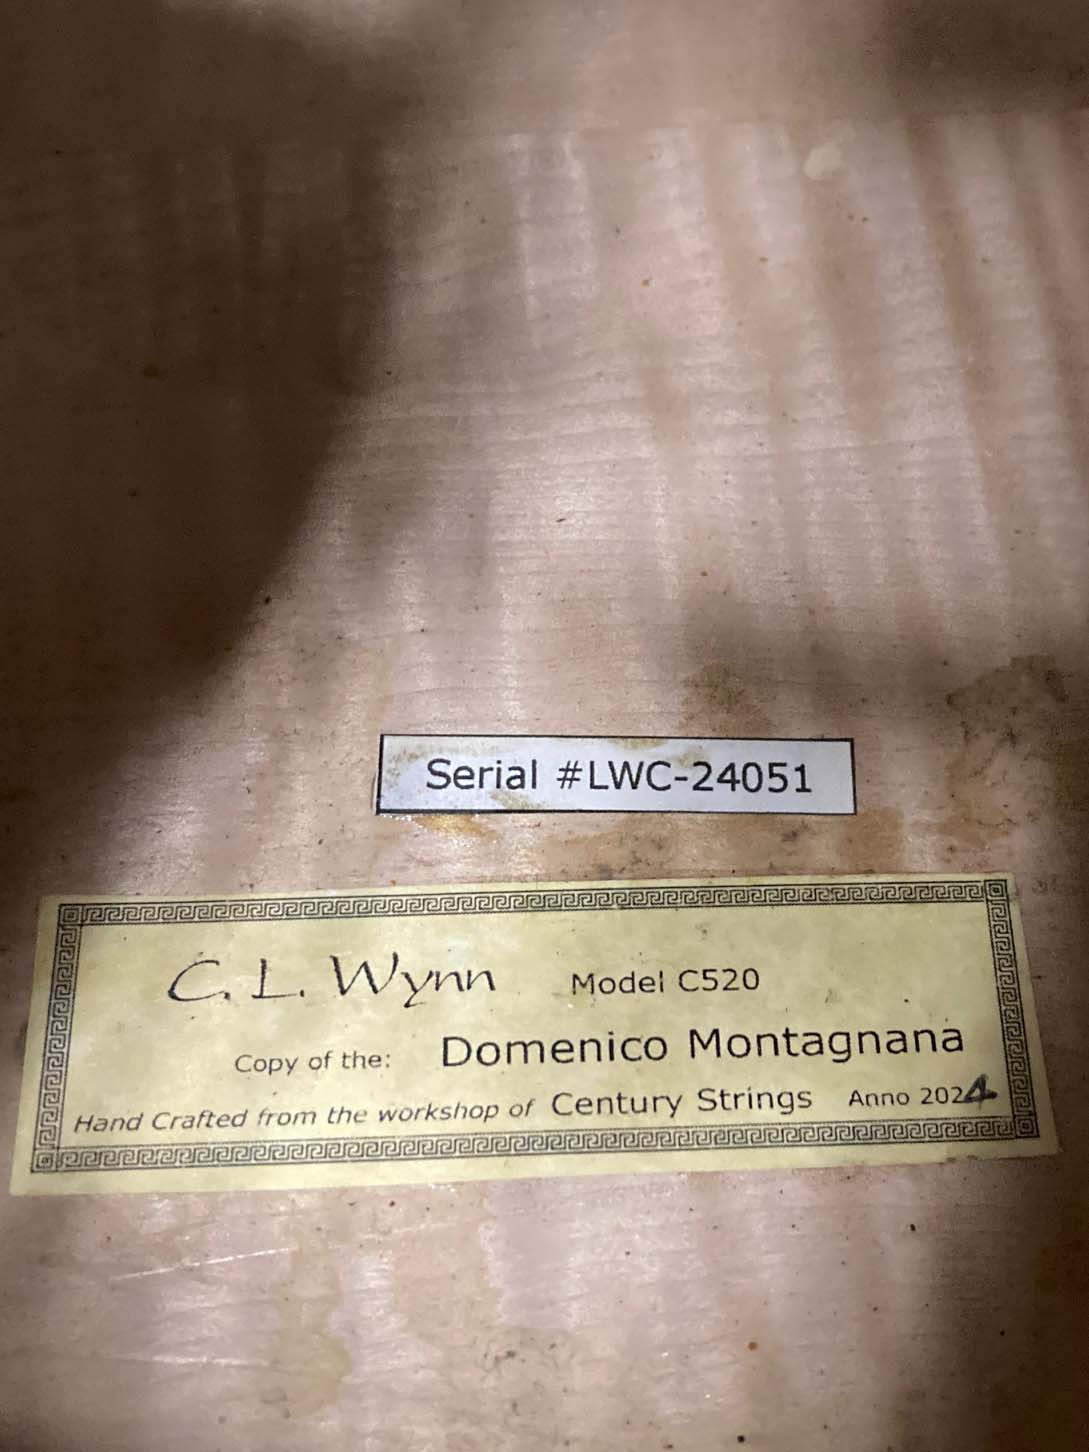 Serial #LWC-24051
C. L. Wynn Model C520
Copy of the: Domenico Montagnana
Hand Crafted from the workshop of Century Strings Anno 2024